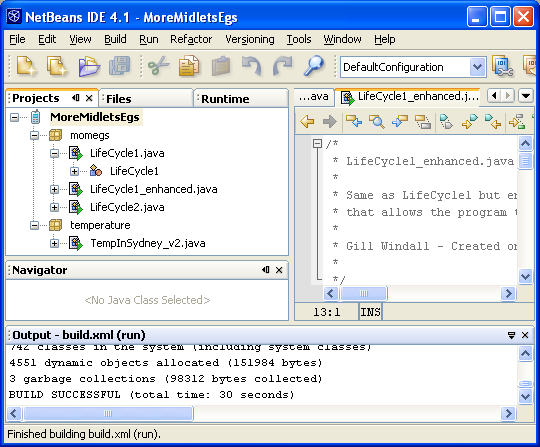 NetBeans IDE 4.1 - MoreMidletsEgs
File Edit View Build Run Refactor Versioning Tools Window Help
DefaultConfiguration
Projects Files Runtime
...ava LifeCycle1_enhanced.j...
MoreMidletsEgs
momegs
LifeCycle1.java
LifeCycle1
LifeCycle1_enhanced.java
LifeCycle2.java
temperature
TempInSydney_v2.java
/*
* LifeCycle1_enhanced.java
*
* Same as LifeCycle1 but en
* that allows the program t
*
* Gill Windall - Created on
*
*/
Navigator
<No Java Class Selected>
13:1 INS
Output - build.xml (run)
742 classes in the system (including system classes)
4551 dynamic objects allocated (151984 bytes)
3 garbage collections (98312 bytes collected)
BUILD SUCCESSFUL (total time: 30 seconds)
Finished building build.xml (run).